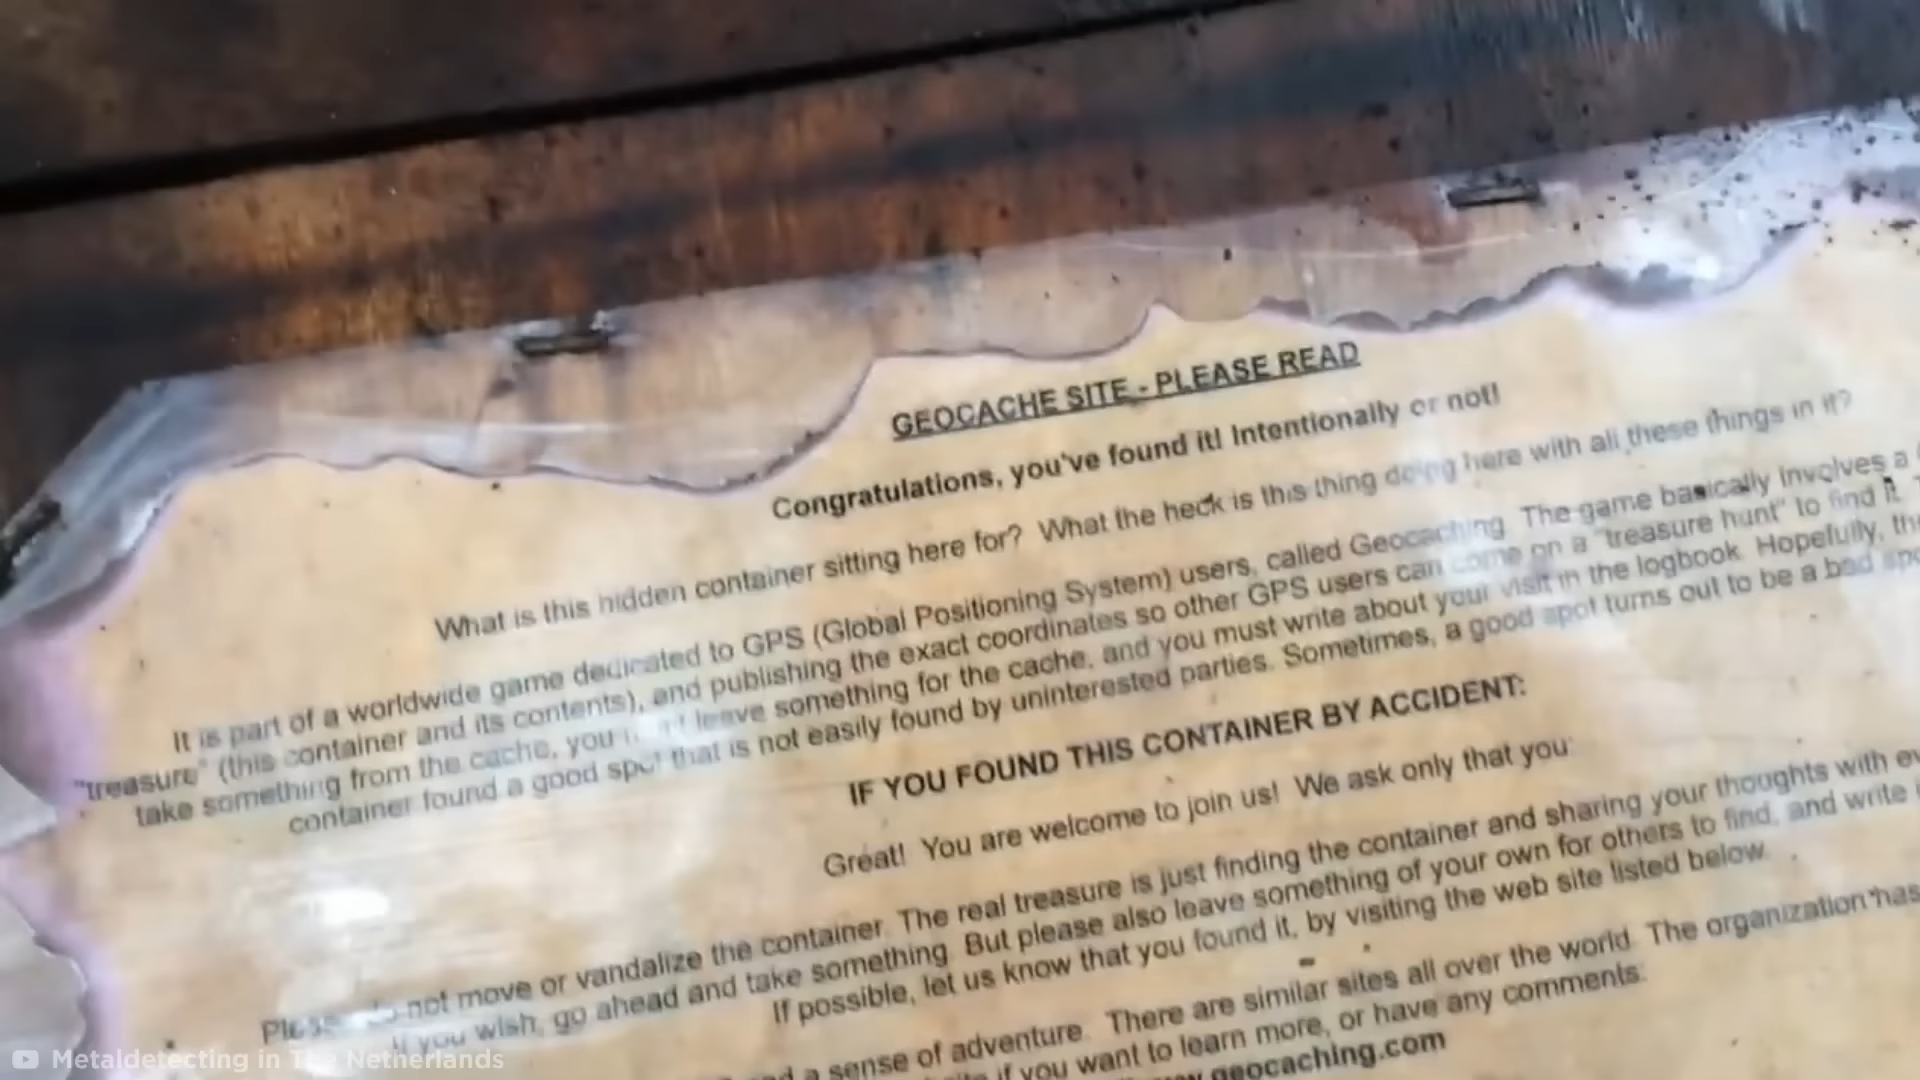 GEOCACHE SITE - PLEASE READ
Congratulations, you've found it! Intentionally or not!
What is this hidden container sitting here for? What the heck is this thing doing here with all these things in it?
It is part of a worldwide game dedicated to GPS (Global Positioning System) users, called Geocaching. The game basically involves a
"treasure" (this container and its contents), and publishing the exact coordinates so other GPS users can come on a "treasure hunt" to find it.
take something from the cache, you leave something for the cache, and you must write about your visit in the logbook. Hopefully,
container found a good spot that is not easily found by uninterested parties. Sometimes, a good spot turns out to be a bad
IF YOU FOUND THIS CONTAINER BY ACCIDENT:
Great! You are welcome to join us! We ask only that you:
Please do not move or vandalize the container. The real treasure is just finding the container and sharing your thoughts with
If you wish, go ahead and take something. But please also leave something of your own for others to find, and write
If possible, let us know that you found it, by visiting the web site listed below.
a sense of adventure. There are similar sites all over the world. The organization has
if you want to learn more, or have any comments:
geocaching.com
Metaldetecting in The Netherlands